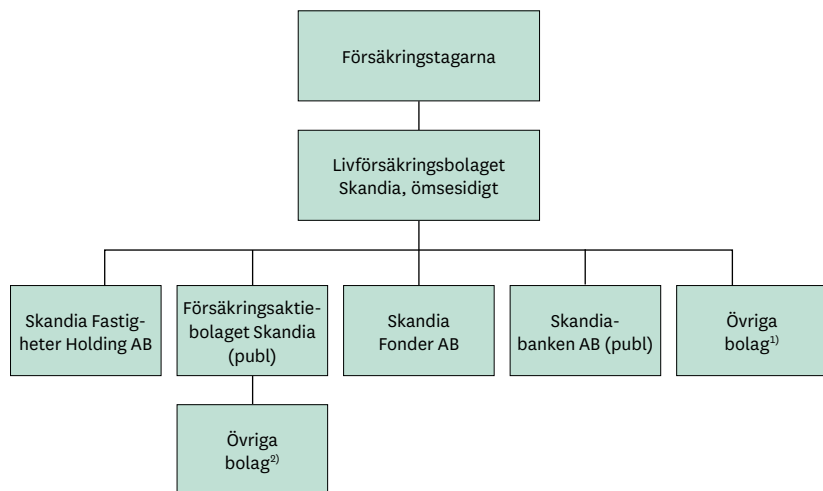 Försäkringstagarna
Livförsäkringsbolaget
Skandia, ömsesidigt
Skandia Fastig-
heter Holding AB
Försäkringsaktie-
bolaget Skandia
(publ)
Skandia
Fonder AB
Skandia-
banken AB (publ)
Övriga
bolag¹⁾
Övriga
bolag²⁾